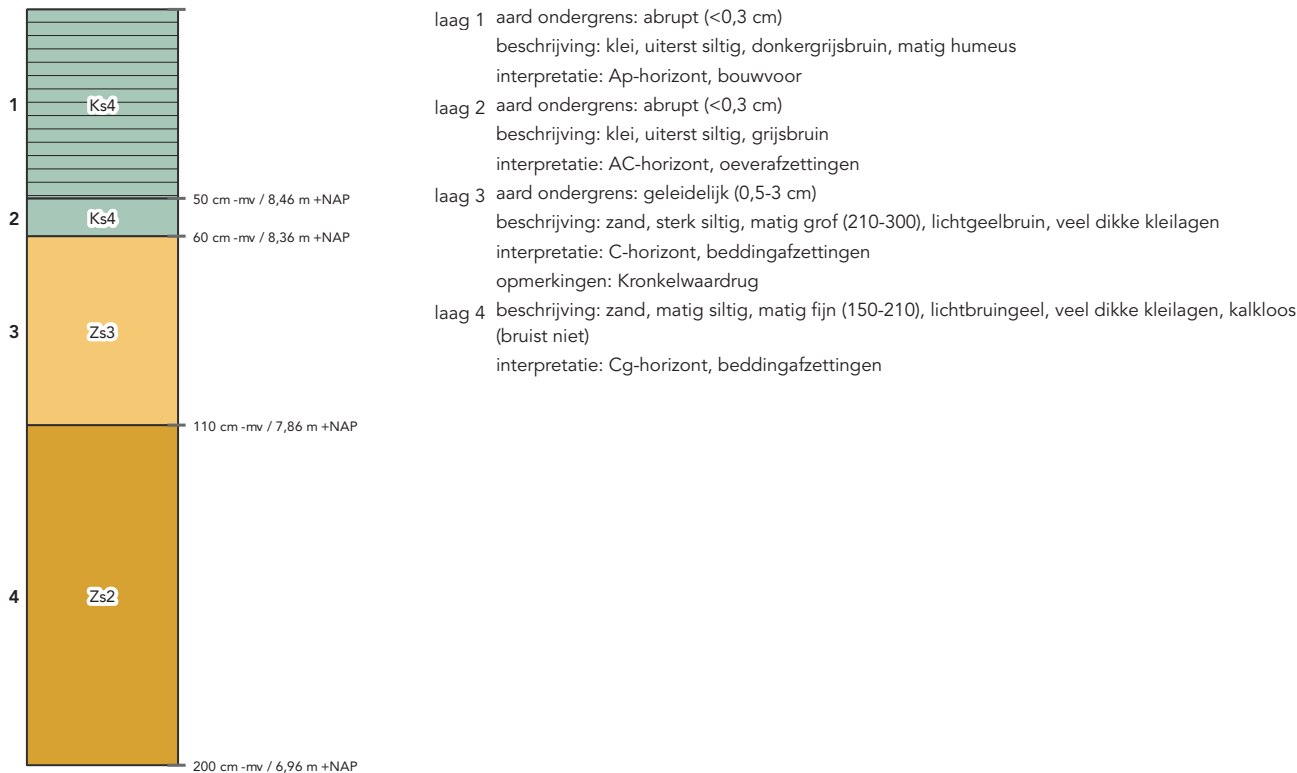 1
Ks4
50 cm -mv / 8,46 m +NAP
2
Ks4
60 cm -mv / 8,36 m +NAP
3
Zs3
110 cm -mv / 7,86 m +NAP
4
Zs2
200 cm -mv / 6,96 m +NAP
laag 1 aard ondergrens: abrupt (<0,3 cm)
beschrijving: klei, uiterst siltig, donkergrijsbruin, matig humeus
interpretatie: Ap-horizont, bouwvoor
laag 2 aard ondergrens: abrupt (<0,3 cm)
beschrijving: klei, uiterst siltig, grijsbruin
interpretatie: AC-horizont, oeverafzettingen
laag 3 aard ondergrens: geleidelijk (0,5-3 cm)
beschrijving: zand, sterk siltig, matig grof (210-300), lichtgeelbruin, veel dikke kleilagen
interpretatie: C-horizont, beddingafzettingen
opmerkingen: Kronkelwaardrug
laag 4 beschrijving: zand, matig siltig, matig fijn (150-210), lichtbruingeel, veel dikke kleilagen, kalkloos
(bruist niet)
interpretatie: Cg-horizont, beddingafzettingen